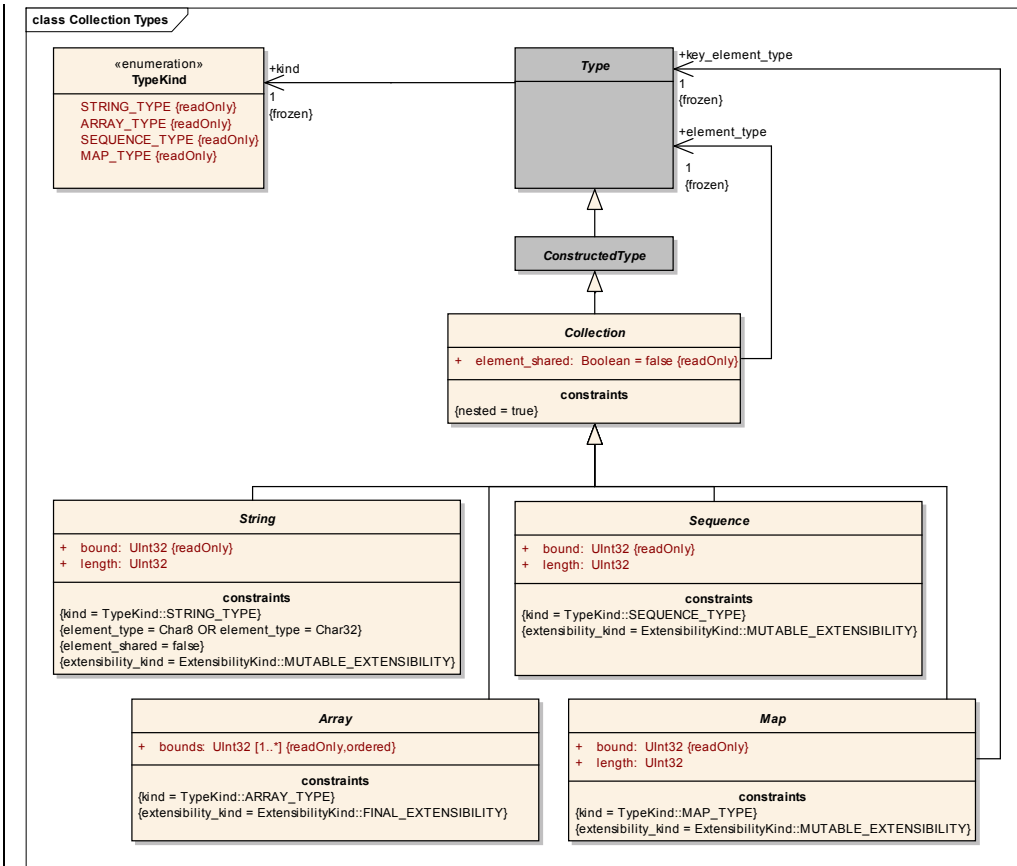 class Collection Types
«enumeration»
TypeKind
STRING_TYPE {readOnly}
ARRAY_TYPE {readOnly}
SEQUENCE_TYPE {readOnly}
MAP_TYPE {readOnly}
+kind
1
{frozen}
Type
+key_element_type
1
{frozen}
+element_type
1
{frozen}
ConstructedType
Collection
+ element_shared: Boolean = false {readOnly}
constraints
{nested = true}
String
+ bound: UInt32 {readOnly}
+ length: UInt32
constraints
{kind = TypeKind::STRING_TYPE}
{element_type = Char8 OR element_type = Char32}
{element_shared = false}
{extensibility_kind = ExtensibilityKind::MUTABLE_EXTENSIBILITY}
Sequence
+ bound: UInt32 {readOnly}
+ length: UInt32
constraints
{kind = TypeKind::SEQUENCE_TYPE}
{extensibility_kind = ExtensibilityKind::MUTABLE_EXTENSIBILITY}
Array
+ bounds: UInt32 [1..*] {readOnly,ordered}
constraints
{kind = TypeKind::ARRAY_TYPE}
{extensibility_kind = ExtensibilityKind::FINAL_EXTENSIBILITY}
Map
+ bound: UInt32 {readOnly}
+ length: UInt32
constraints
{kind = TypeKind::MAP_TYPE}
{extensibility_kind = ExtensibilityKind::MUTABLE_EXTENSIBILITY}